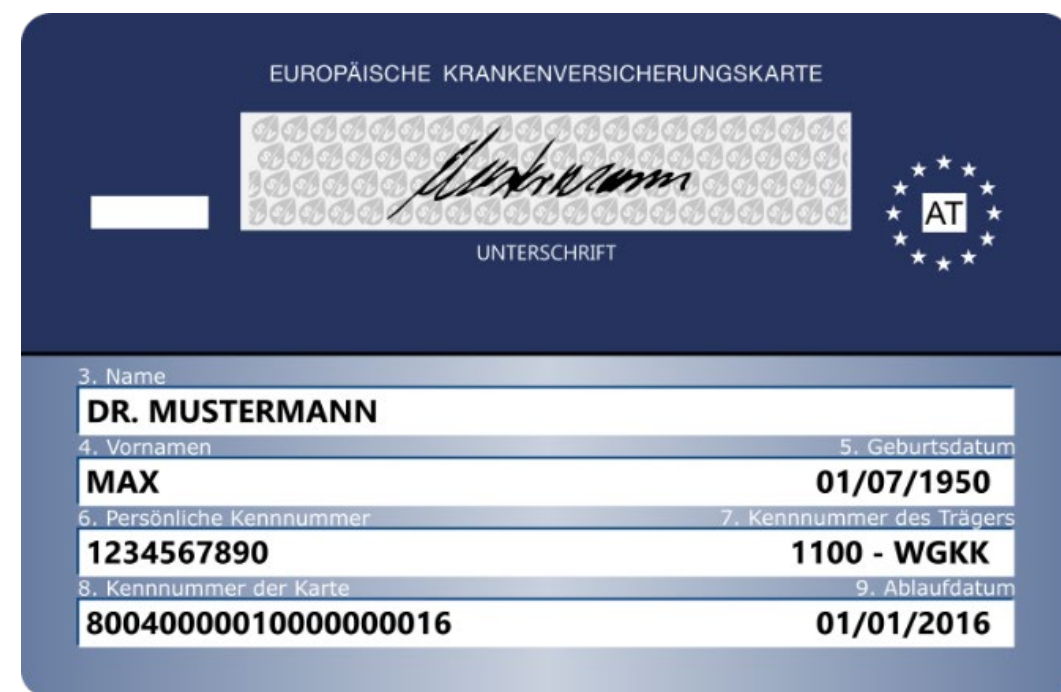 EUROPÄISCHE KRANKENVERSICHERUNGSKARTE
Mustermann
AT
UNTERSCHRIFT
3. Name
DR. MUSTERMANN
4. Vornamen 5. Geburtsdatum
MAX 01/07/1950
6. Persönliche Kennnummer 7. Kennnummer des Trägers
1234567890 1100 - WGKK
8. Kennnummer der Karte 9. Ablaufdatum
80040000010000000016 01/01/2016